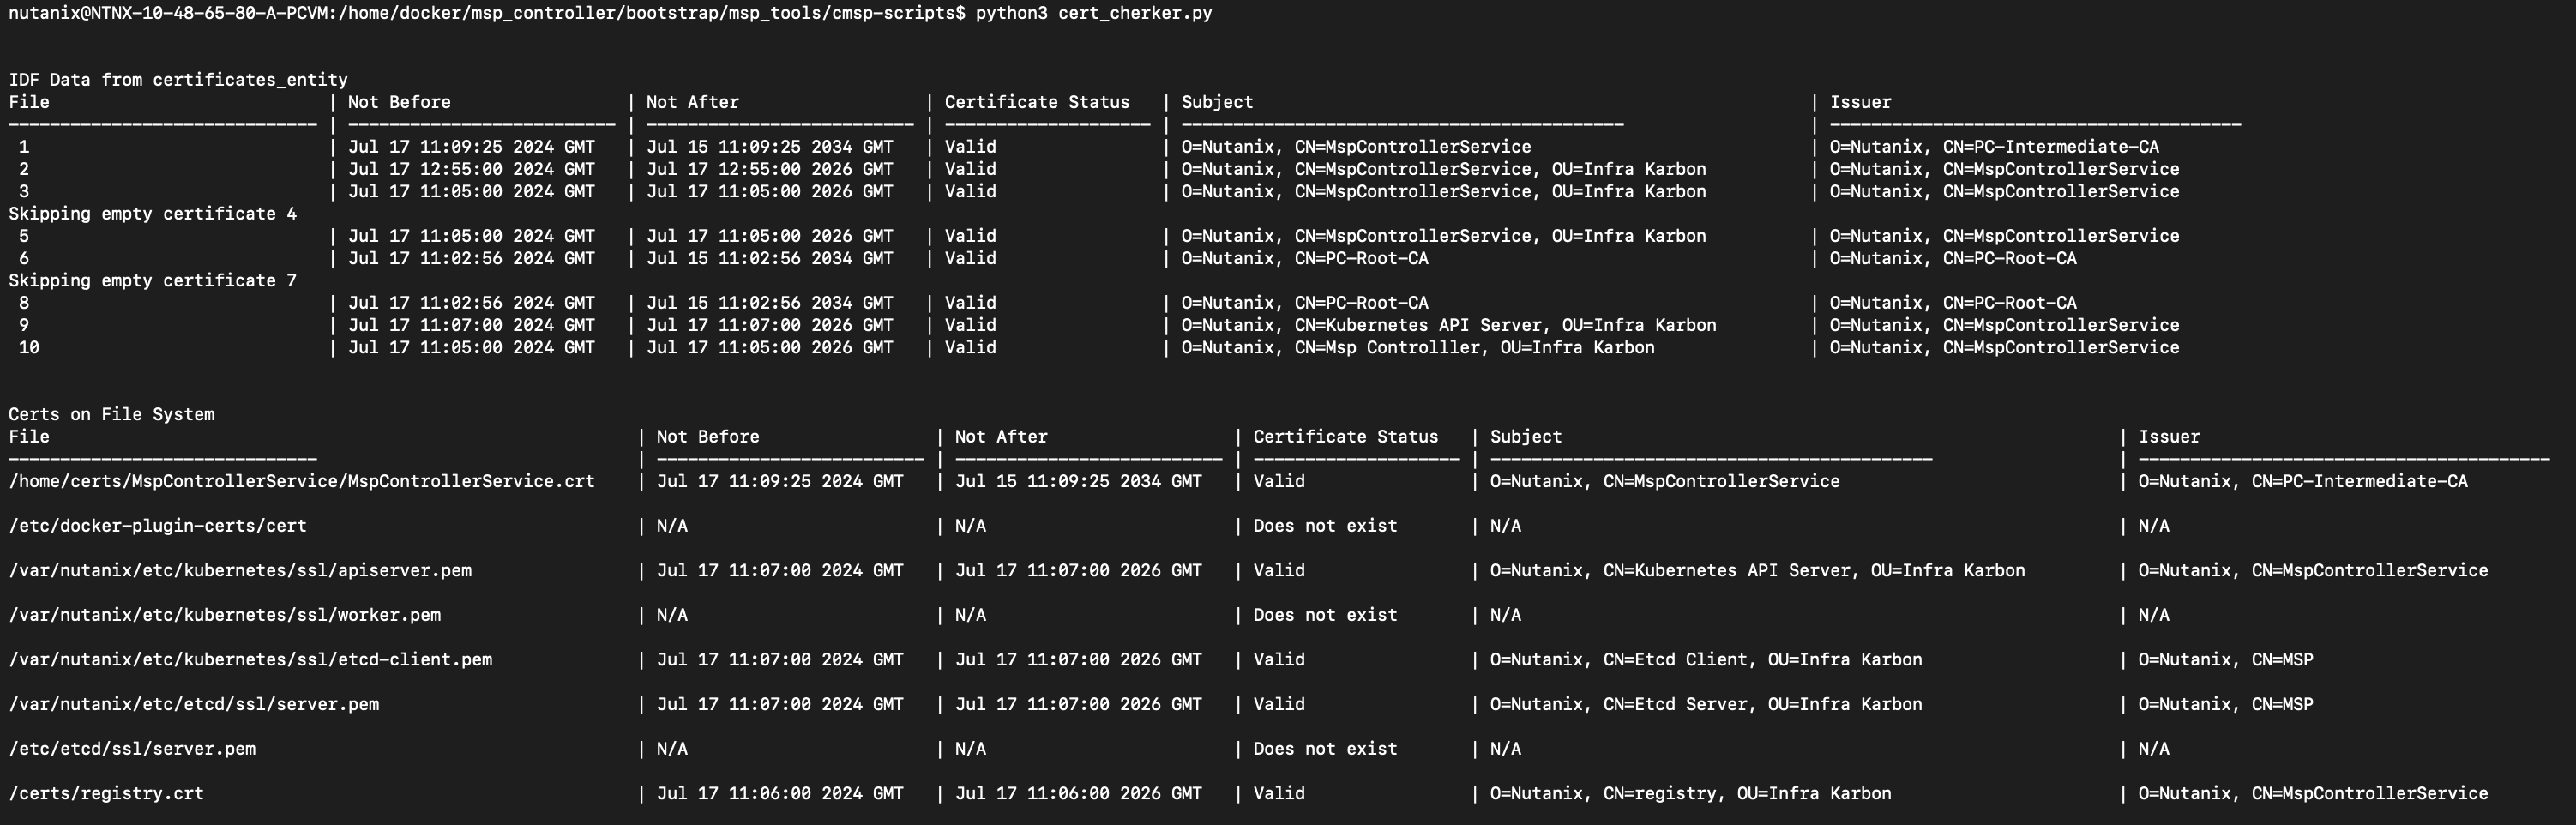 nutanix@NTNX-10-48-65-80-A-PCVM:/home/docker/msp_controller/bootstrap/msp_tools/cmsp-scripts$ python3 cert_cherker.py
IDF Data from certificates_entity
File | Not Before | Not After | Certificate Status | Subject | Issuer
------------------------------ | -------------------------- | -------------------------- | -------------------- | ------------------------------------------- | ----------------------------------------
1 | Jul 17 11:09:25 2024 GMT | Jul 15 11:09:25 2034 GMT | Valid | O=Nutanix, CN=MspControllerService | O=Nutanix, CN=PC-Intermediate-CA
2 | Jul 17 12:55:00 2024 GMT | Jul 17 12:55:00 2026 GMT | Valid | O=Nutanix, CN=MspControllerService, OU=Infra Karbon | O=Nutanix, CN=MspControllerService
3 | Jul 17 11:05:00 2024 GMT | Jul 17 11:05:00 2026 GMT | Valid | O=Nutanix, CN=MspControllerService, OU=Infra Karbon | O=Nutanix, CN=MspControllerService
Skipping empty certificate 4
5 | Jul 17 11:05:00 2024 GMT | Jul 17 11:05:00 2026 GMT | Valid | O=Nutanix, CN=MspControllerService, OU=Infra Karbon | O=Nutanix, CN=MspControllerService
6 | Jul 17 11:02:56 2024 GMT | Jul 15 11:02:56 2034 GMT | Valid | O=Nutanix, CN=PC-Root-CA | O=Nutanix, CN=PC-Root-CA
Skipping empty certificate 7
8 | Jul 17 11:02:56 2024 GMT | Jul 15 11:02:56 2034 GMT | Valid | O=Nutanix, CN=PC-Root-CA | O=Nutanix, CN=PC-Root-CA
9 | Jul 17 11:07:00 2024 GMT | Jul 17 11:07:00 2026 GMT | Valid | O=Nutanix, CN=Kubernetes API Server, OU=Infra Karbon | O=Nutanix, CN=MspControllerService
10 | Jul 17 11:05:00 2024 GMT | Jul 17 11:05:00 2026 GMT | Valid | O=Nutanix, CN=Msp Controlller, OU=Infra Karbon | O=Nutanix, CN=MspControllerService
Certs on File System
File | Not Before | Not After | Certificate Status | Subject | Issuer
------------------------------ | -------------------------- | -------------------------- | -------------------- | ------------------------------------------- | ----------------------------------------
/home/certs/MspControllerService/MspControllerService.crt | Jul 17 11:09:25 2024 GMT | Jul 15 11:09:25 2034 GMT | Valid | O=Nutanix, CN=MspControllerService | O=Nutanix, CN=PC-Intermediate-CA
/etc/docker-plugin-certs/cert | N/A | N/A | Does not exist | N/A | N/A
/var/nutanix/etc/kubernetes/ssl/apiserver.pem | Jul 17 11:07:00 2024 GMT | Jul 17 11:07:00 2026 GMT | Valid | O=Nutanix, CN=Kubernetes API Server, OU=Infra Karbon | O=Nutanix, CN=MspControllerService
/var/nutanix/etc/kubernetes/ssl/worker.pem | N/A | N/A | Does not exist | N/A | N/A
/var/nutanix/etc/kubernetes/ssl/etcd-client.pem | Jul 17 11:07:00 2024 GMT | Jul 17 11:07:00 2026 GMT | Valid | O=Nutanix, CN=Etcd Client, OU=Infra Karbon | O=Nutanix, CN=MSP
/var/nutanix/etc/etcd/ssl/server.pem | Jul 17 11:07:00 2024 GMT | Jul 17 11:07:00 2026 GMT | Valid | O=Nutanix, CN=Etcd Server, OU=Infra Karbon | O=Nutanix, CN=MSP
/etc/etcd/ssl/server.pem | N/A | N/A | Does not exist | N/A | N/A
/certs/registry.crt | Jul 17 11:06:00 2024 GMT | Jul 17 11:06:00 2026 GMT | Valid | O=Nutanix, CN=registry, OU=Infra Karbon | O=Nutanix, CN=MspControllerService